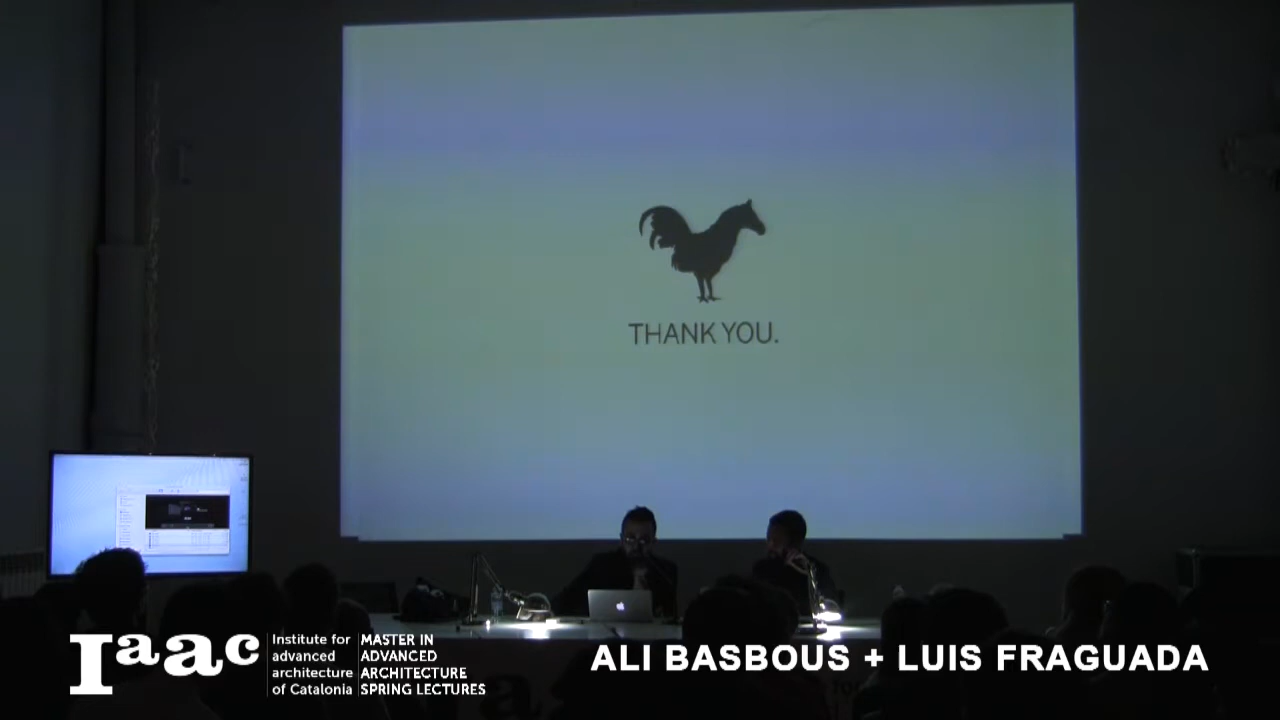 THANK YOU.
Iaac
Institute for
advanced
architecture
of Catalonia
MASTER IN
ADVANCED
ARCHITECTURE
SPRING LECTURES
ALI BASBOUS + LUIS FRAGUADA